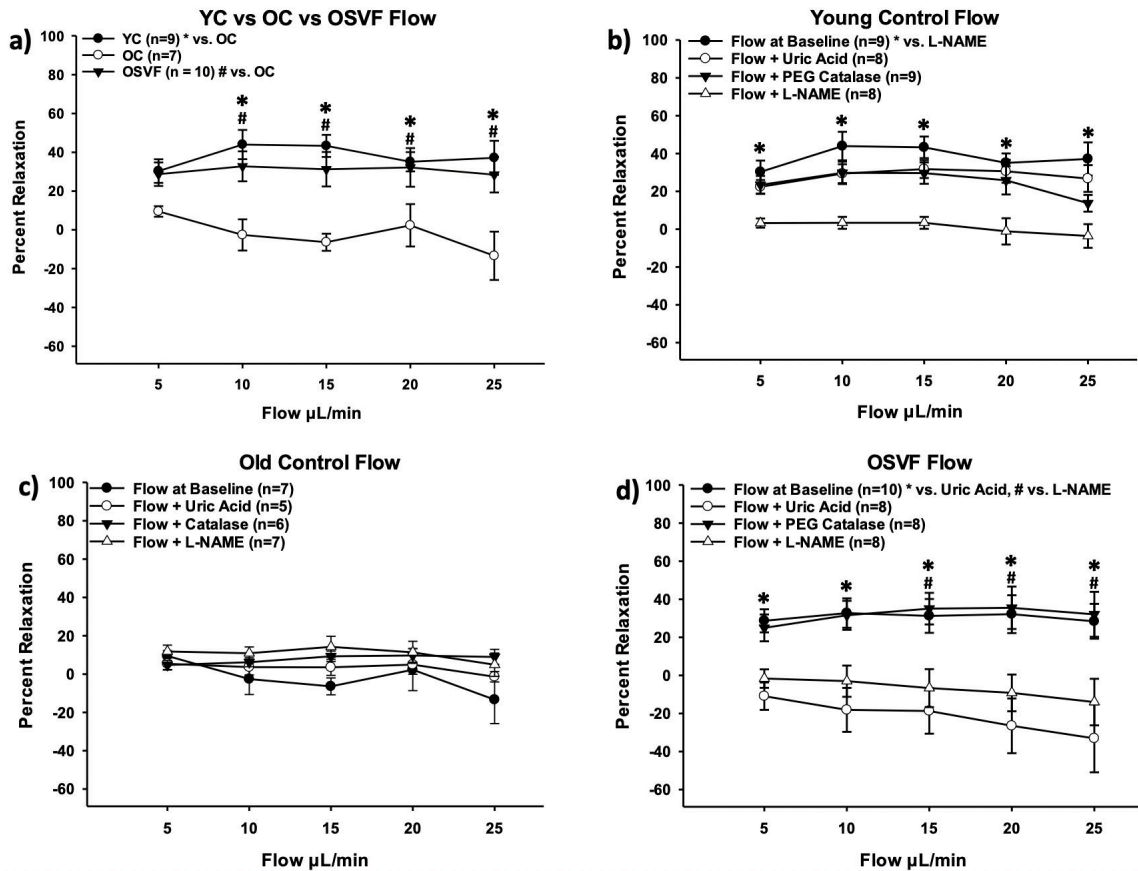 a)
YC vs OC vs OSVF Flow
YC (n=9) * vs. OC
OC (n=7)
OSVF (n = 10) # vs. OC
100
80
60
40
20
0
-20
-40
-60
Percent Relaxation
* * * *
# # # #
5 10 15 20 25
Flow µL/min
b)
Young Control Flow
Flow at Baseline (n=9) * vs. L-NAME
Flow + Uric Acid (n=8)
Flow + PEG Catalase (n=9)
Flow + L-NAME (n=8)
100
80
60
40
20
0
-20
-40
-60
Percent Relaxation
* * * * *
5 10 15 20 25
Flow µL/min
c)
Old Control Flow
Flow at Baseline (n=7)
Flow + Uric Acid (n=5)
Flow + Catalase (n=6)
Flow + L-NAME (n=7)
100
80
60
40
20
0
-20
-40
-60
Percent Relaxation
5 10 15 20 25
Flow µL/min
d)
OSVF Flow
Flow at Baseline (n=10) * vs. Uric Acid, # vs. L-NAME
Flow + Uric Acid (n=8)
Flow + PEG Catalase (n=8)
Flow + L-NAME (n=8)
100
80
60
40
20
0
-20
-40
-60
Percent Relaxation
* * * * *
# # #
5 10 15 20 25
Flow µL/min